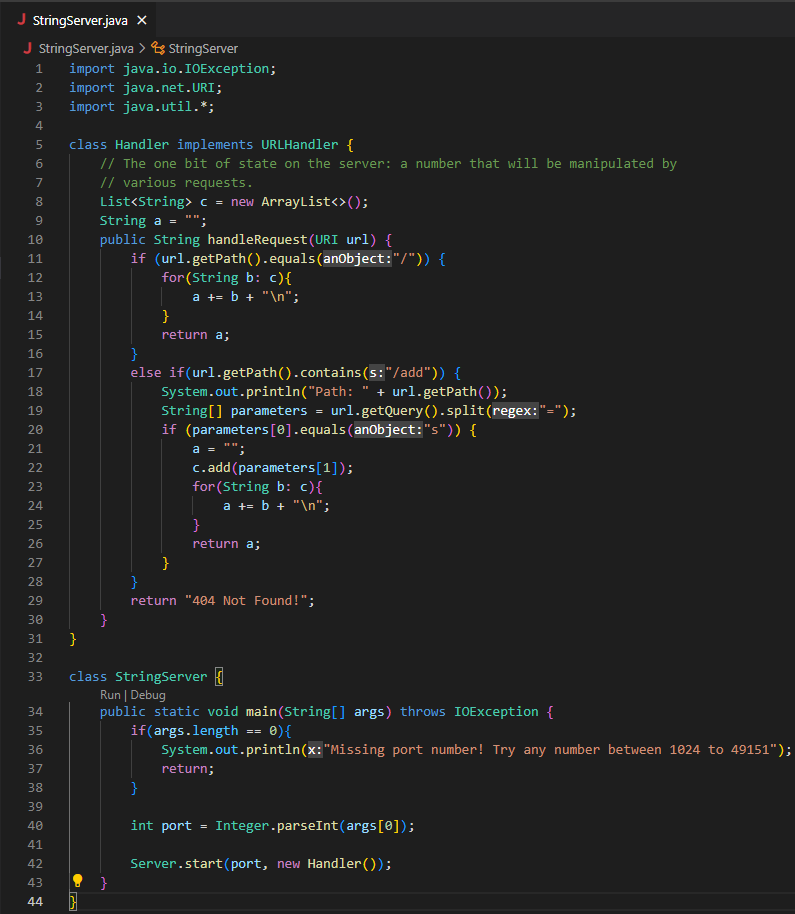 J StringServer.java ×
J StringServer.java > StringServer
1 import java.io.IOException;
2 import java.net.URI;
3 import java.util.*;
4
5 class Handler implements URLHandler {
6 // The one bit of state on the server: a number that will be manipulated by
7 // various requests.
8 List<String> c = new ArrayList<>();
9 String a = "";
10 public String handleRequest(URI url) {
11 if (url.getPath().equals(anObject:"/")) {
12 for(String b: c){
13 a += b + "\n";
14 }
15 return a;
16 }
17 else if(url.getPath().contains(s:"/add")) {
18 System.out.println("Path: " + url.getPath());
19 String[] parameters = url.getQuery().split(regex:"=");
20 if (parameters[0].equals(anObject:"s")) {
21 a = "";
22 c.add(parameters[1]);
23 for(String b: c){
24 a += b + "\n";
25 }
26 return a;
27 }
28 }
29 return "404 Not Found!";
30 }
31 }
32
33 class StringServer {
Run | Debug
34 public static void main(String[] args) throws IOException {
35 if(args.length == 0){
36 System.out.println(x:"Missing port number! Try any number between 1024 to 49151");
37 return;
38 }
39
40 int port = Integer.parseInt(args[0]);
41
42 Server.start(port, new Handler());
43 }
44 }